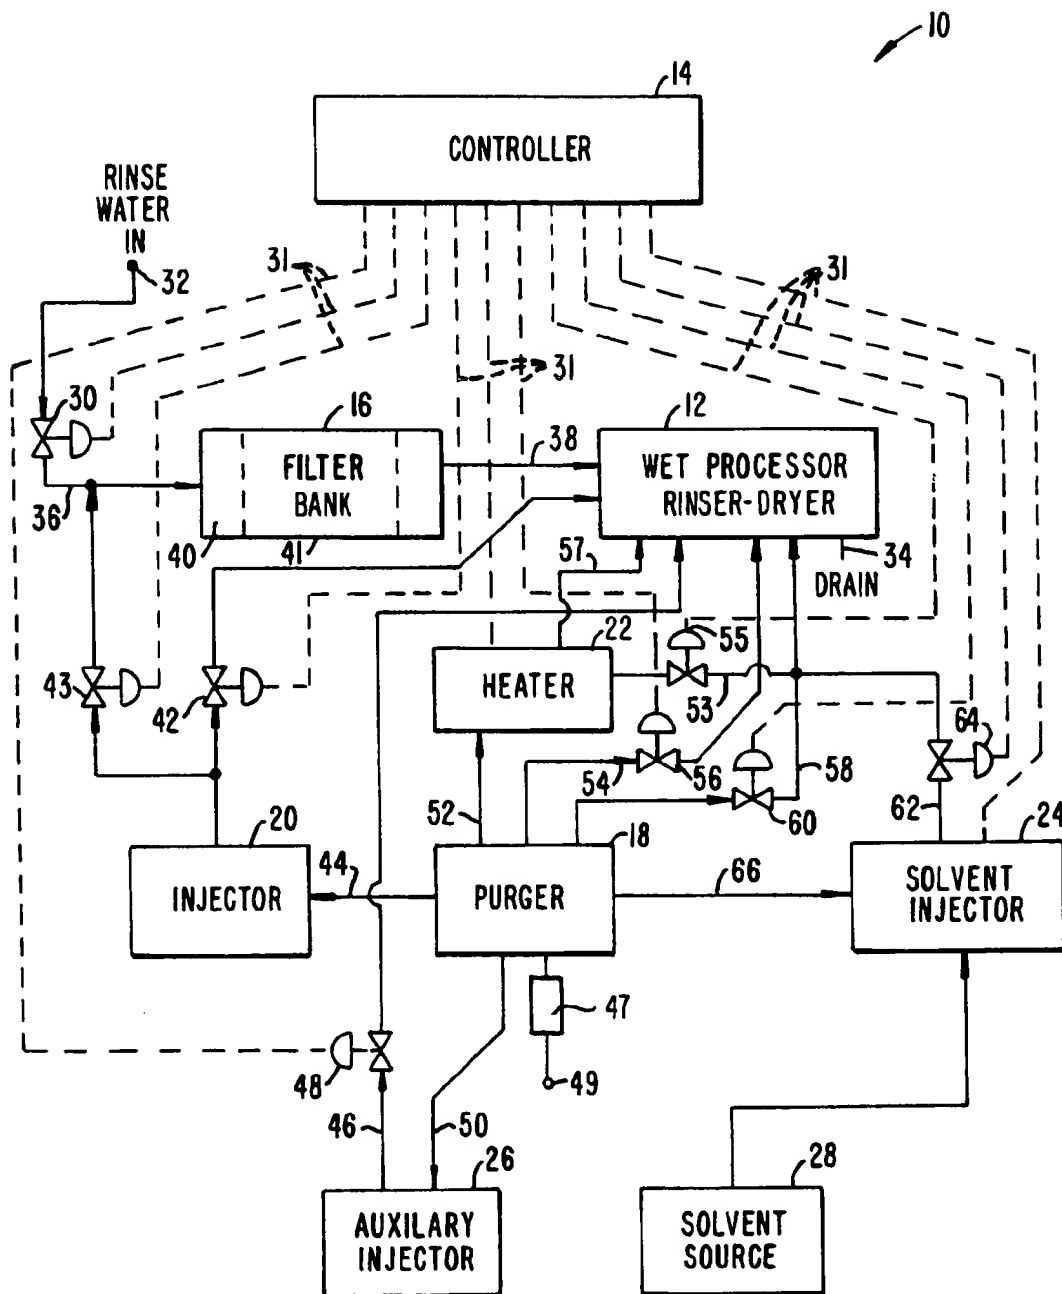 10
14
CONTROLLER
RINSE
WATER
IN
32
31
31
31
30
16
12
38
FILTER
BANK
WET PROCESSOR
RINSER-DRYER
36
40
41
57
34
DRAIN
22
55
HEATER
43
42
53
64
54
56
58
52
60
62
20
18
24
44
66
INJECTOR
PURGER
SOLVENT
INJECTOR
47
48
49
46
50
26
28
AUXILARY
INJECTOR
SOLVENT
SOURCE